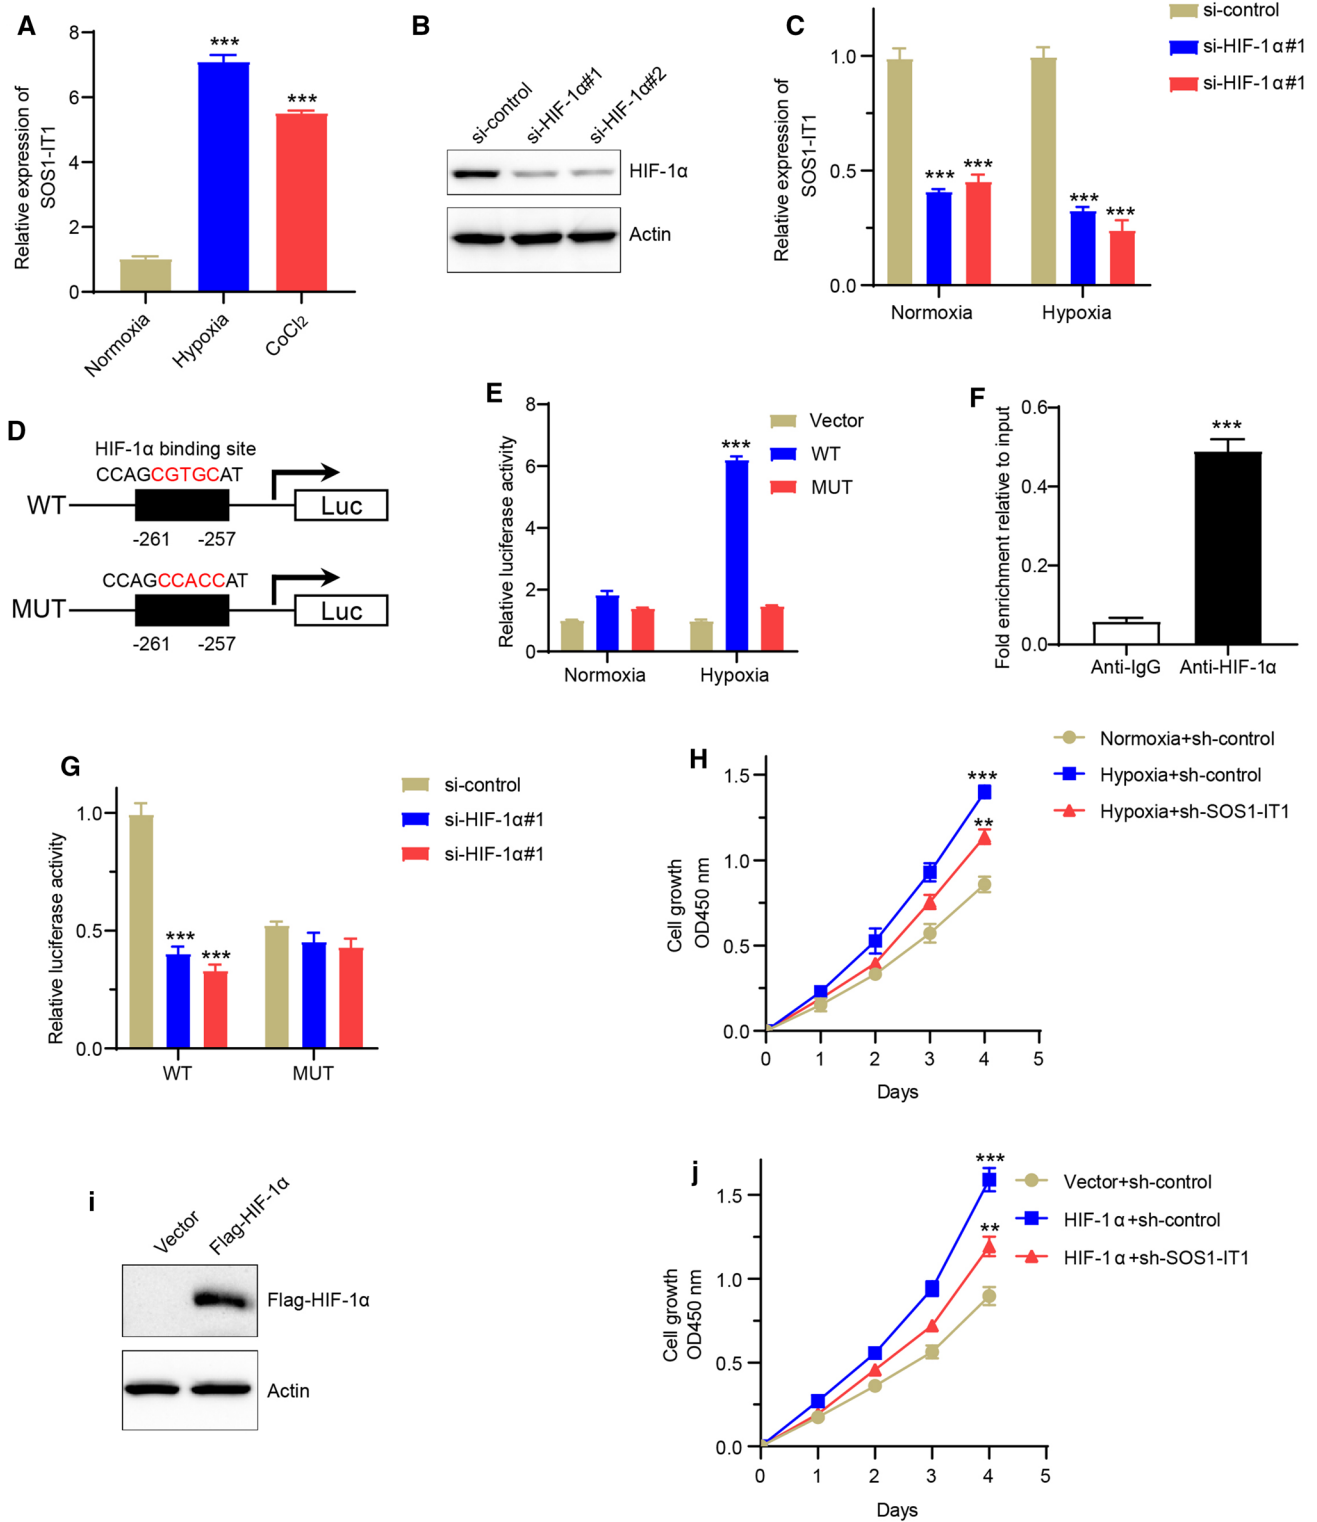 A
Relative expression of
SOS1-IT1
8
6
4
2
0
***
***
Normoxia
Hypoxia
CoCl2
B
si-control
si-HIF-1α#1
si-HIF-1α#2
HIF-1α
Actin
C
Relative expression of
SOS1-IT1
1.0
0.5
0.0
***
***
***
***
Normoxia
Hypoxia
si-control
si-HIF-1α#1
si-HIF-1α#1
D
HIF-1α binding site
CCAGCGTGCAT
WT
Luc
-261
-257
CCAGCCACCAT
MUT
Luc
-261
-257
E
Relative luciferase activity
8
6
4
2
0
***
Normoxia
Hypoxia
Vector
WT
MUT
F
Fold enrichment relative to input
0.6
0.4
0.2
0.0
***
Anti-IgG
Anti-HIF-1α
G
Relative luciferase activity
1.0
0.5
0.0
***
***
WT
MUT
si-control
si-HIF-1α#1
si-HIF-1α#1
H
Cell growth
OD450 nm
1.5
1.0
0.5
0.0
***
**
0
1
2
3
4
5
Days
Normoxia+sh-control
Hypoxia+sh-control
Hypoxia+sh-SOS1-IT1
i
Vector
Flag-HIF-1α
Flag-HIF-1α
Actin
j
Cell growth
OD450 nm
1.5
1.0
0.5
0.0
***
**
0
1
2
3
4
5
Days
Vector+sh-control
HIF-1α+sh-control
HIF-1α+sh-SOS1-IT1